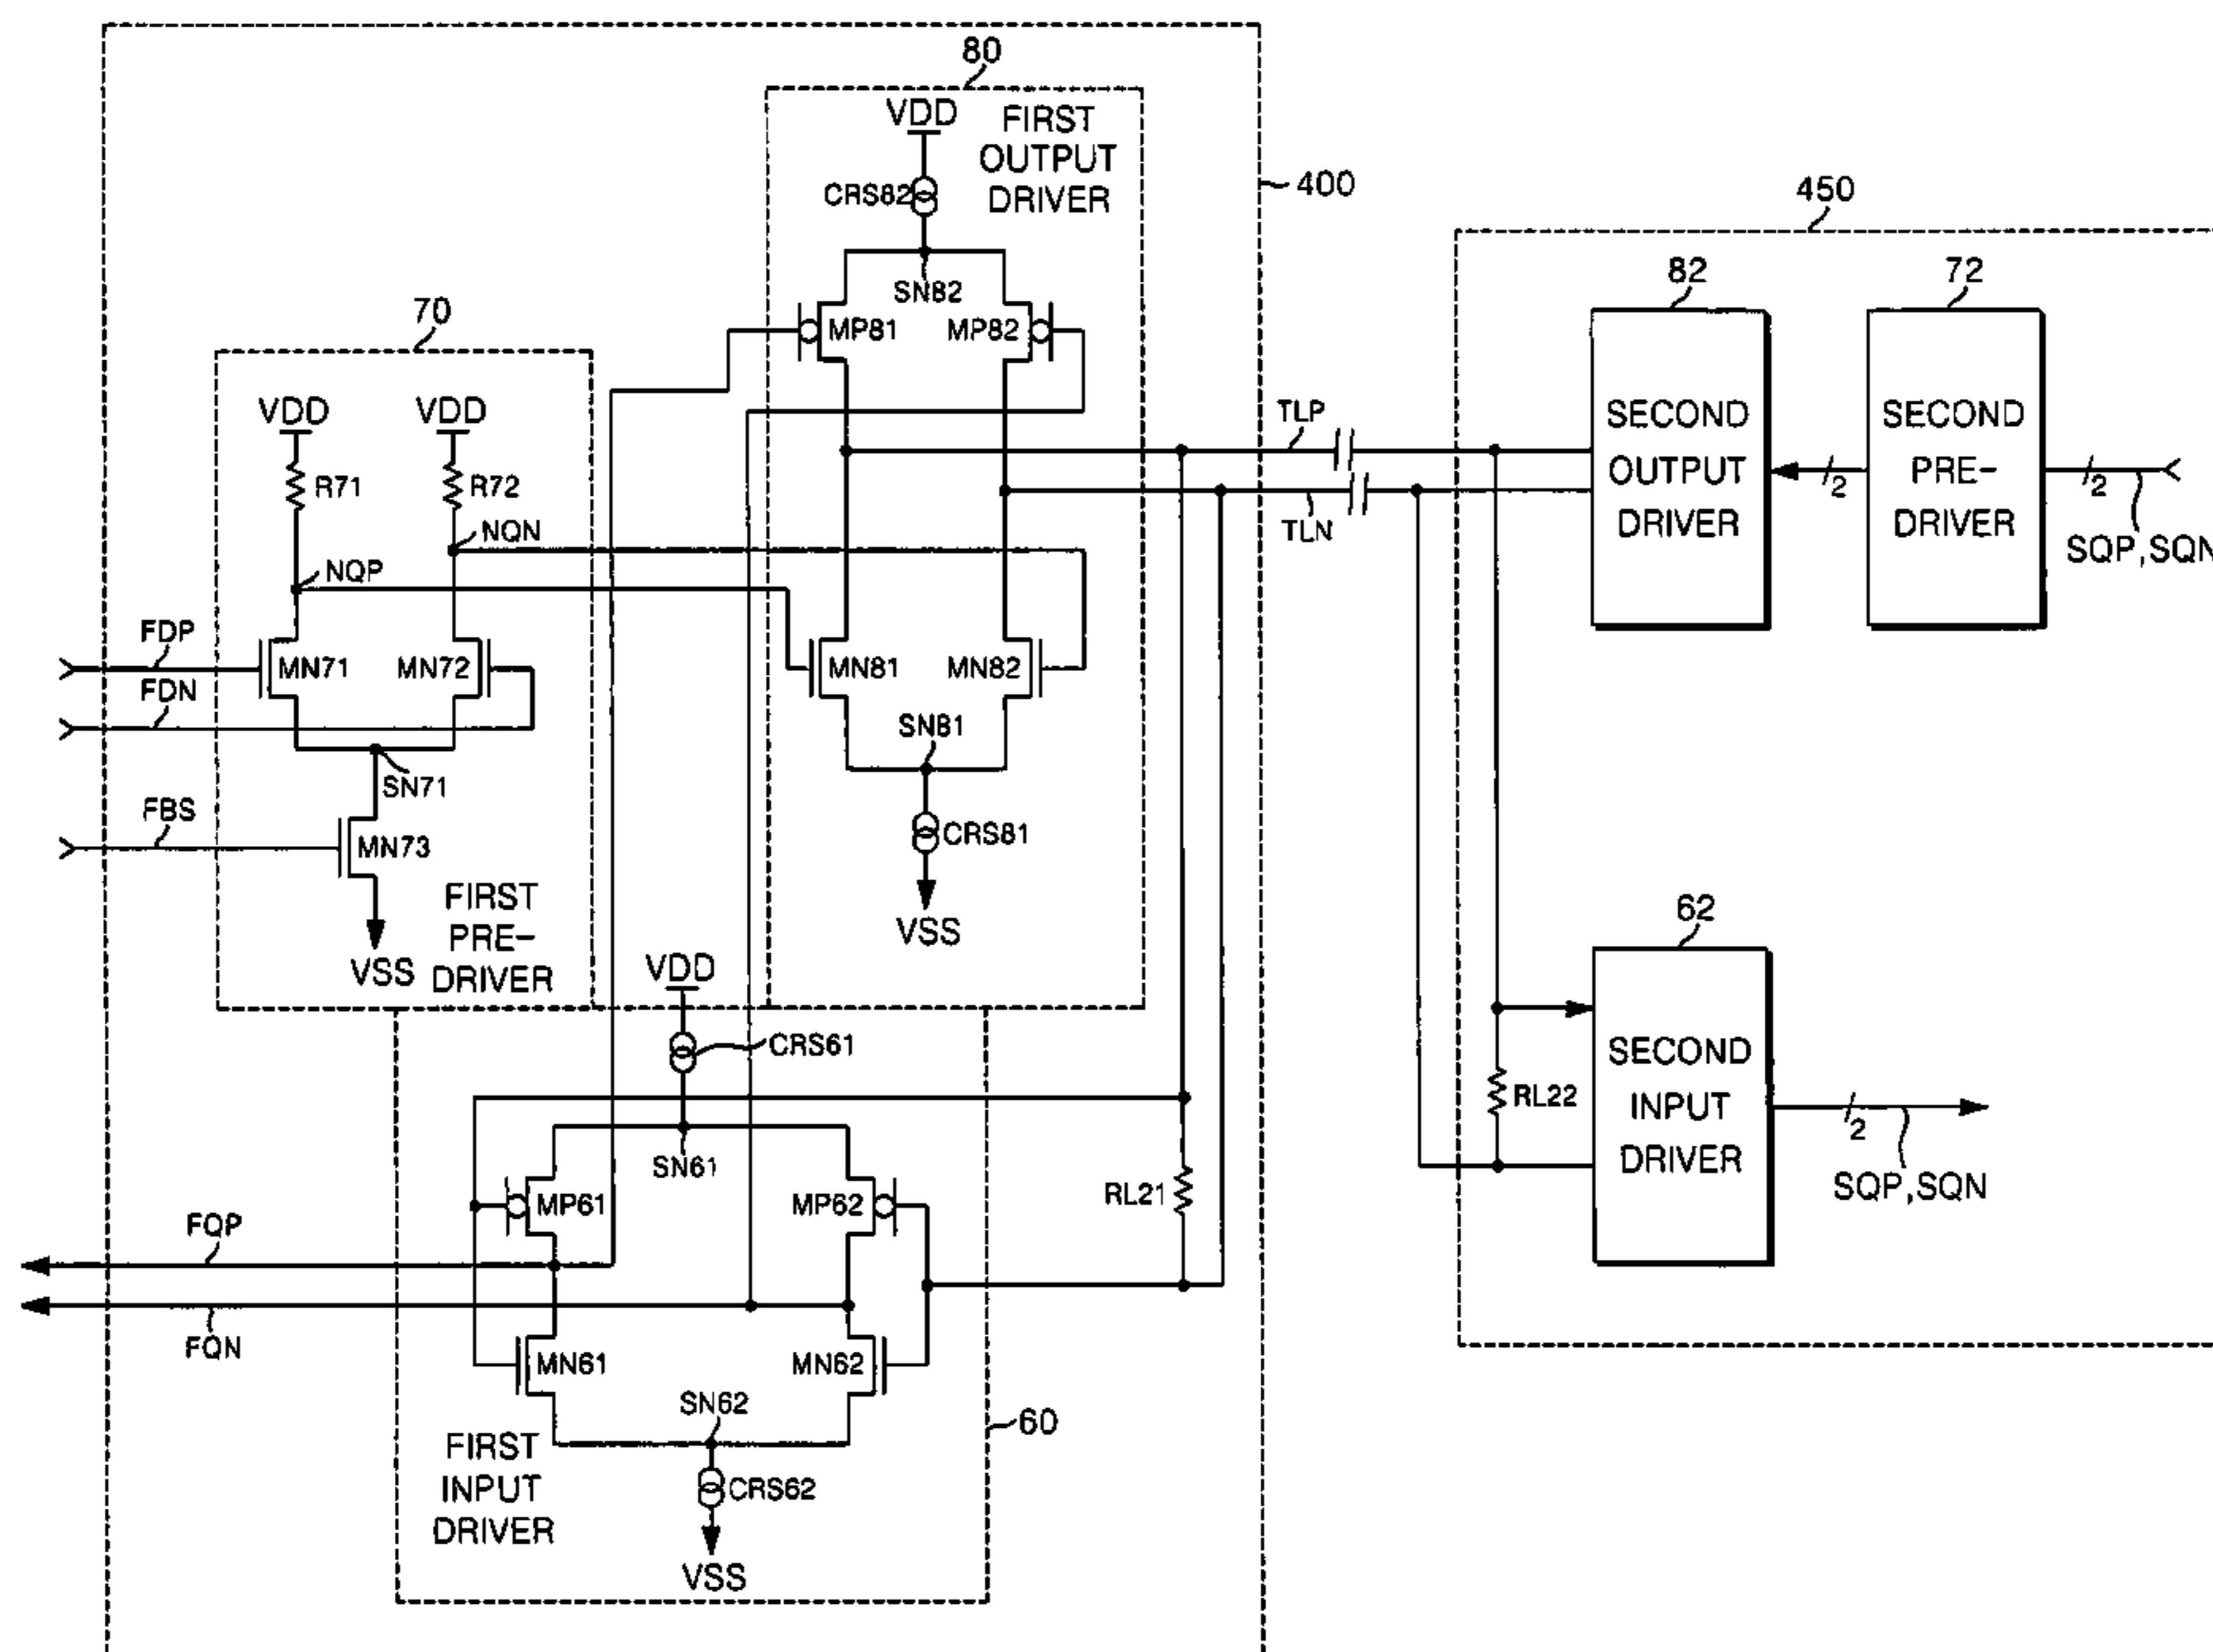 80
VDD
FIRST
OUTPUT
DRIVER
CRS82
400
450
SN82
82
72
MP81
MP82
70
VDD
VDD
TLP
SECOND
OUTPUT
DRIVER
SECOND
PRE-
DRIVER
R71
R72
2
2
NQN
TLN
SQP,SQN
NQP
FDP
MN71
MN72
MN81
MN82
FDN
SN81
SN71
FBS
MN73
CRS81
FIRST
PRE-
DRIVER
VSS
62
VSS
VDD
CRS61
SECOND
INPUT
DRIVER
RL22
2
SN61
SQP,SQN
MP61
MP62
RL21
FQP
FQN
MN61
MN62
SN62
60
FIRST
INPUT
DRIVER
CRS62
VSS